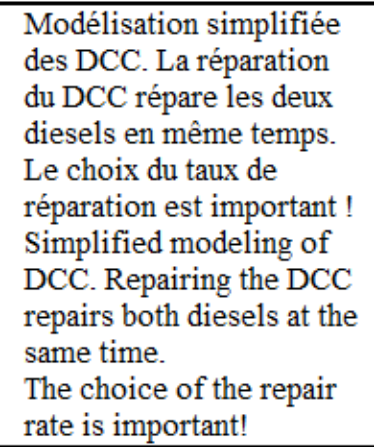 Modélisation simplifiée
des DCC. La réparation
du DCC répare les deux
diesels en même temps.
Le choix du taux de
réparation est important !
Simplified modeling of
DCC. Repairing the DCC
repairs both diesels at the
same time.
The choice of the repair
rate is important!